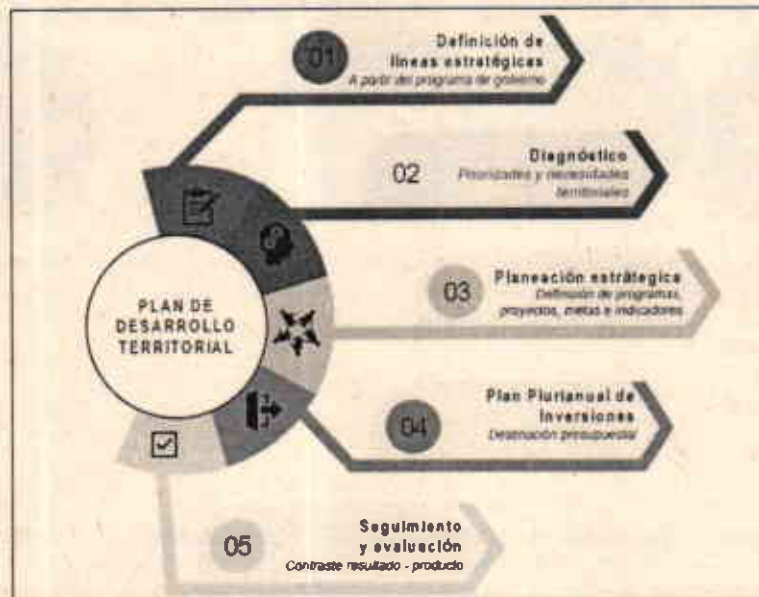 01
Definición de
líneas estratégicas
A partir del programa de gobierno
02
Diagnóstico
Priorizades y necesidades
territoriales
PLAN DE
DESARROLLO
TERRITORIAL
03
Planeación estrátegica
Definición de programas,
proyectos, metas e indicadores
04
Plan Plurianual de
Inversiones
Destinación presupuestal
05
Seguimiento
y evaluación
Contraste resultado - producto